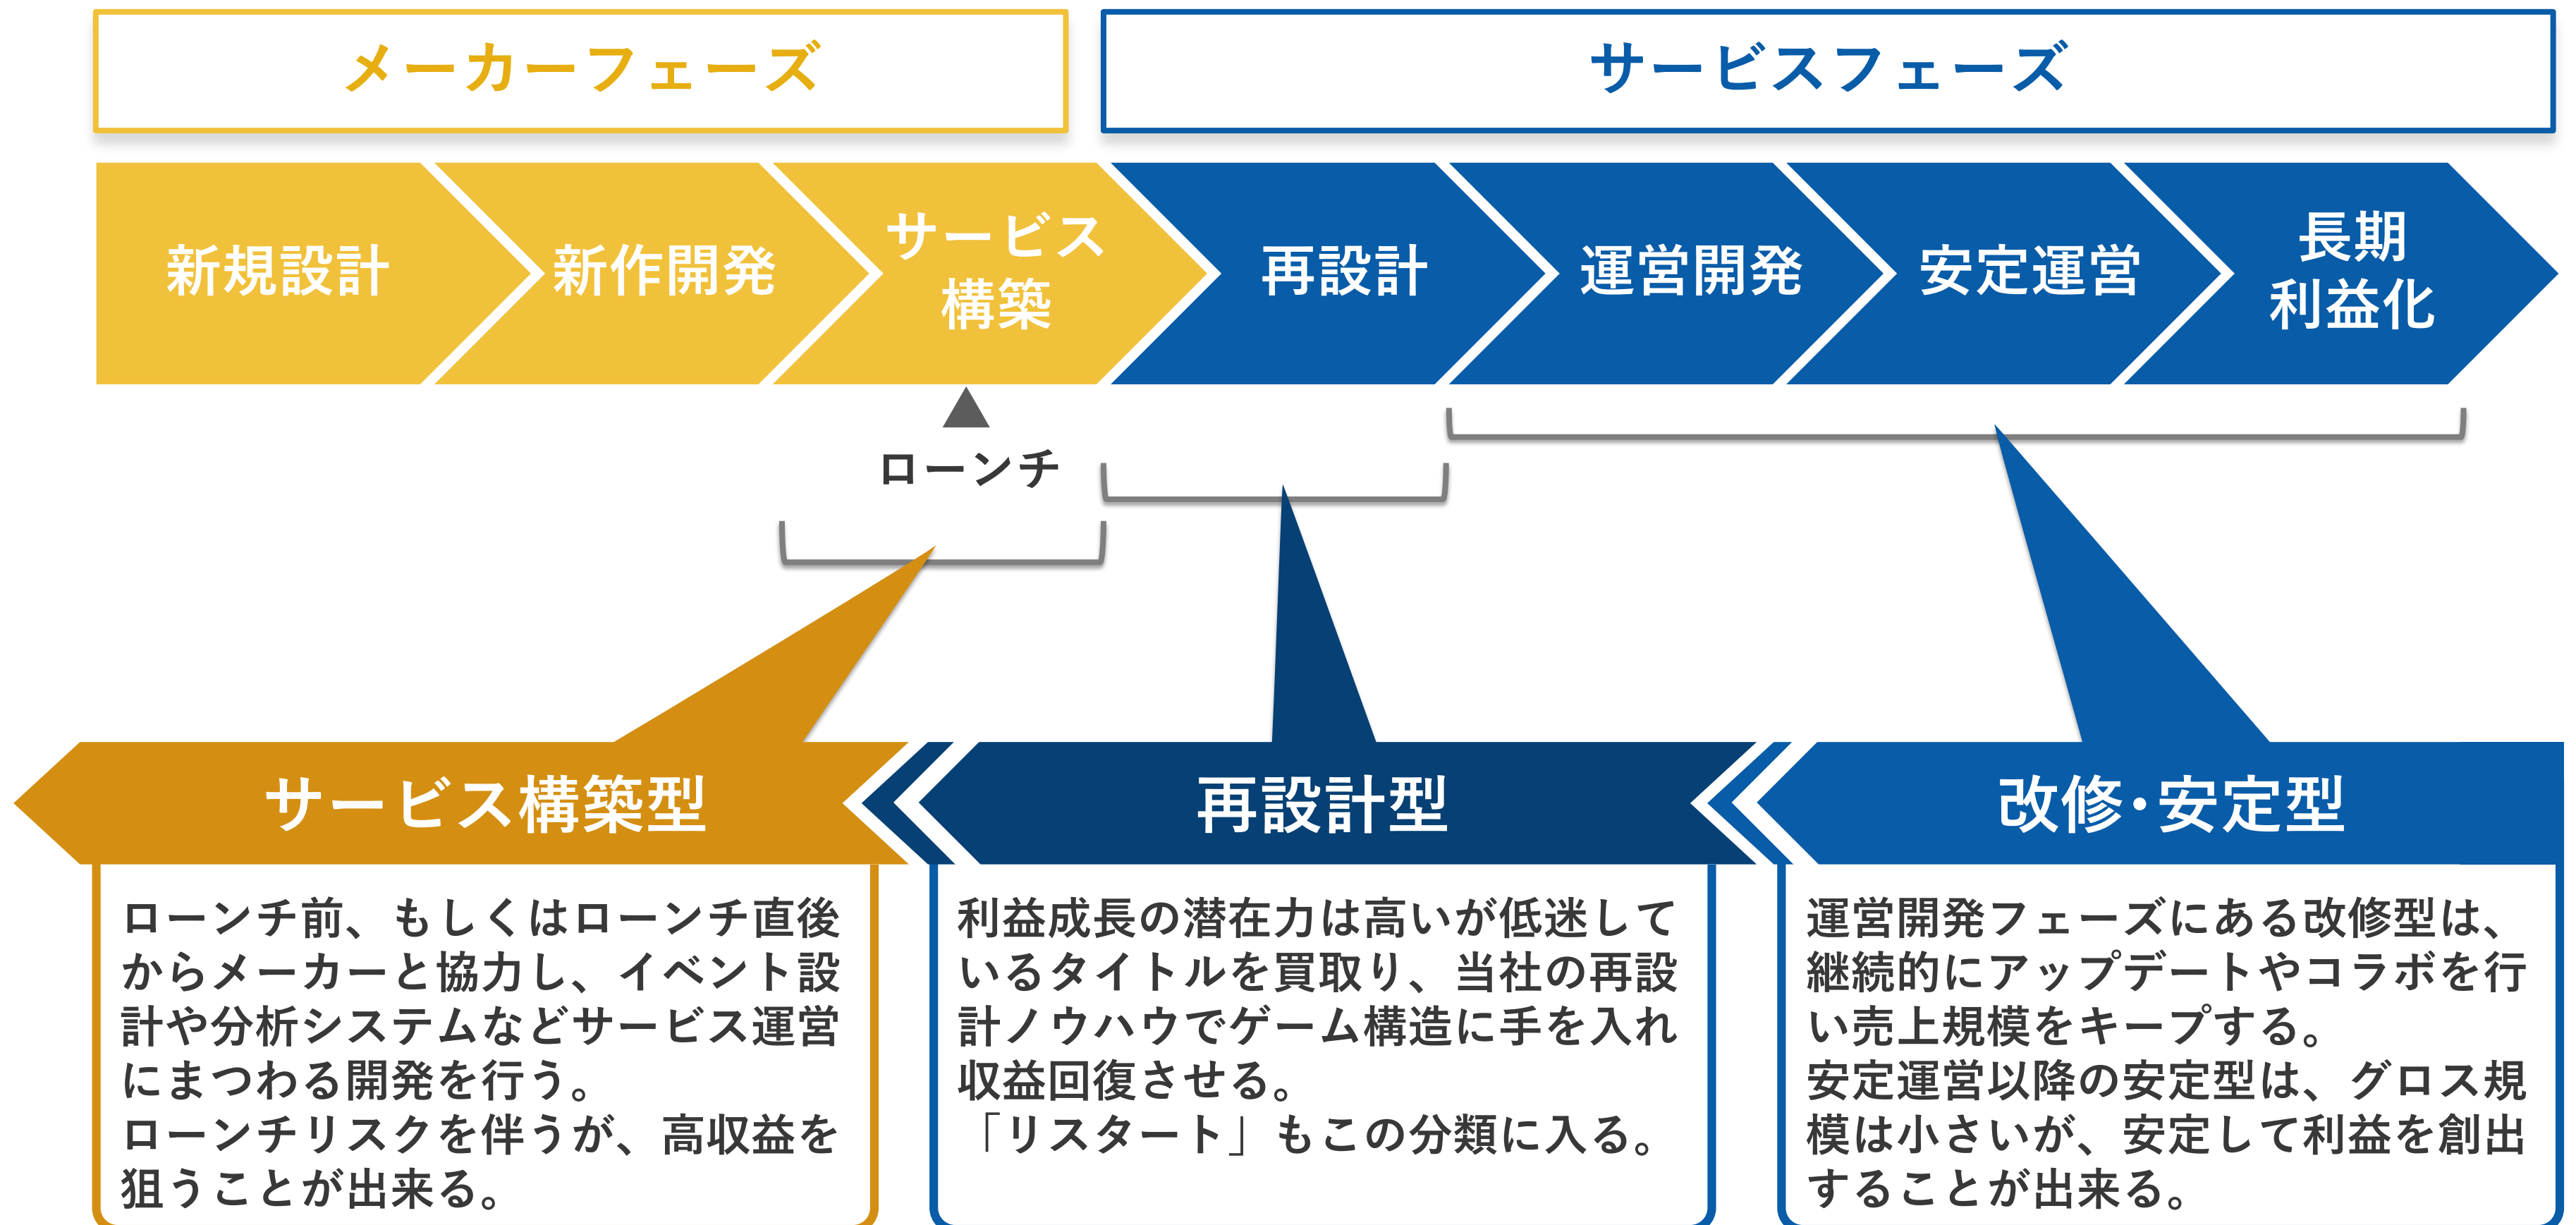 メーカーフェーズ
サービスフェーズ
新規設計
新作開発
サービス
構築
再設計
運営開発
安定運営
長期
利益化
ローンチ
サービス構築型
ローンチ前、もしくはローンチ直後
からメーカーと協力し、イベント設
計や分析システムなどサービス運営
にまつわる開発を行う。
ローンチリスクを伴うが、高収益を
狙うことが出来る。
再設計型
利益成長の潜在力は高いが低迷して
いるタイトルを買取り、当社の再設
計ノウハウでゲーム構造に手を入れ
収益回復させる。
「リスタート」もこの分類に入る。
改修・安定型
運営開発フェーズにある改修型は、
継続的にアップデートやコラボを行
い売上規模をキープする。
安定運営以降の安定型は、グロス規
模は小さいが、安定して利益を創出
することが出来る。